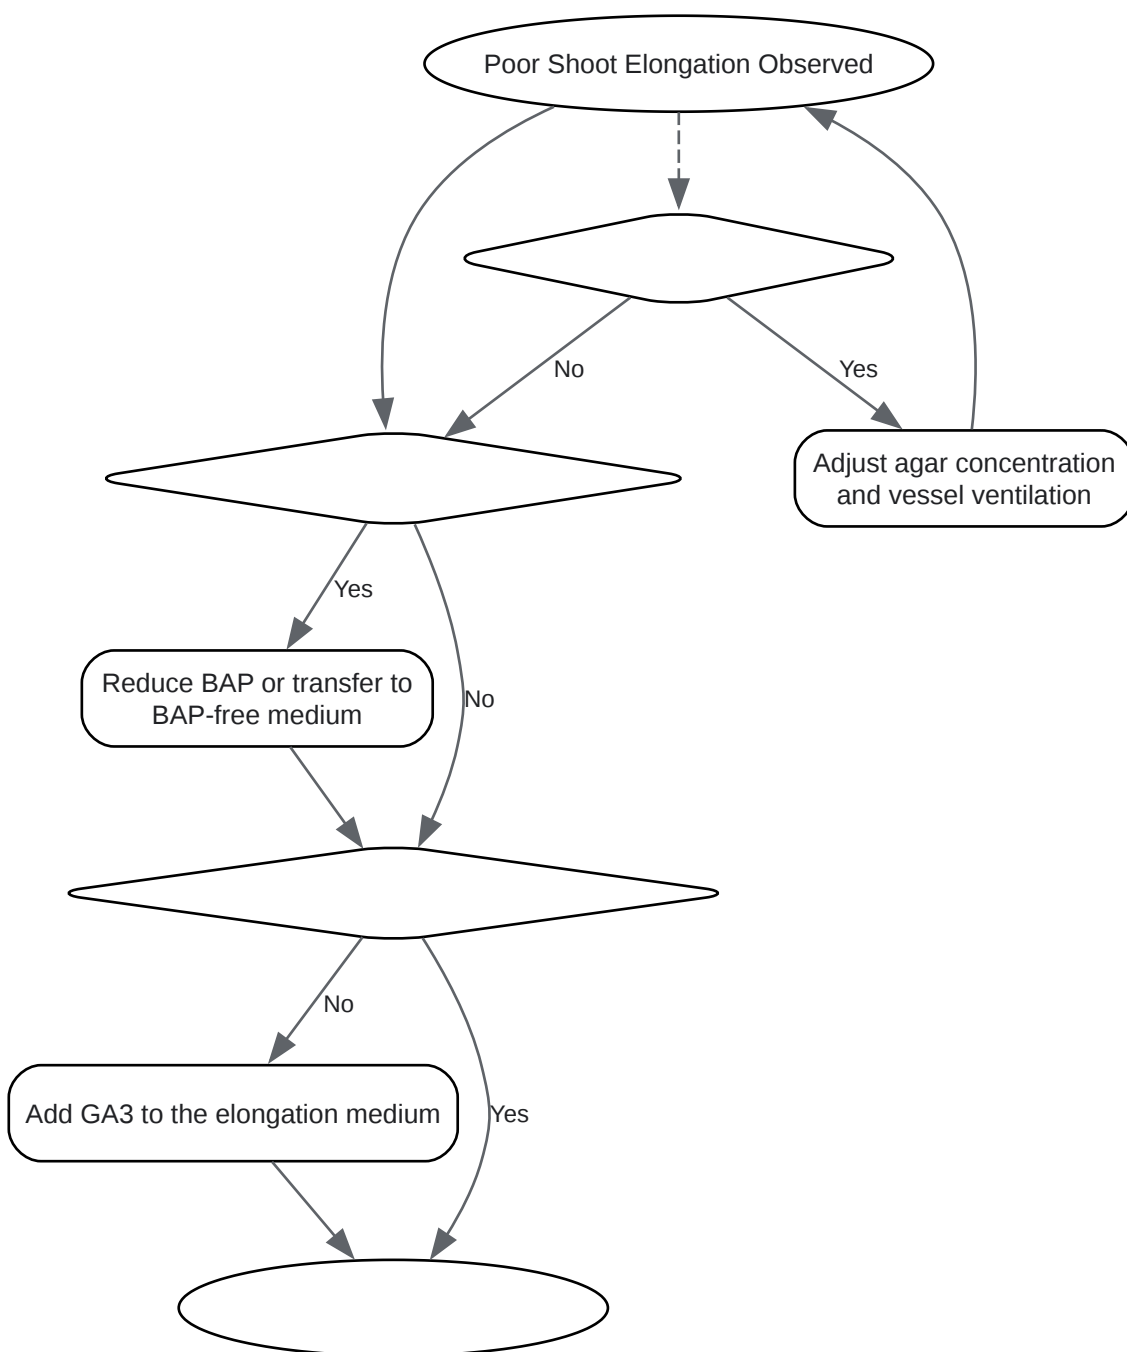 Poor Shoot Elongation Observed
No
Yes
Adjust agar concentration
and vessel ventilation
Yes
Reduce BAP or transfer to
BAP-free medium
No
No
Add GA3 to the elongation medium
Yes